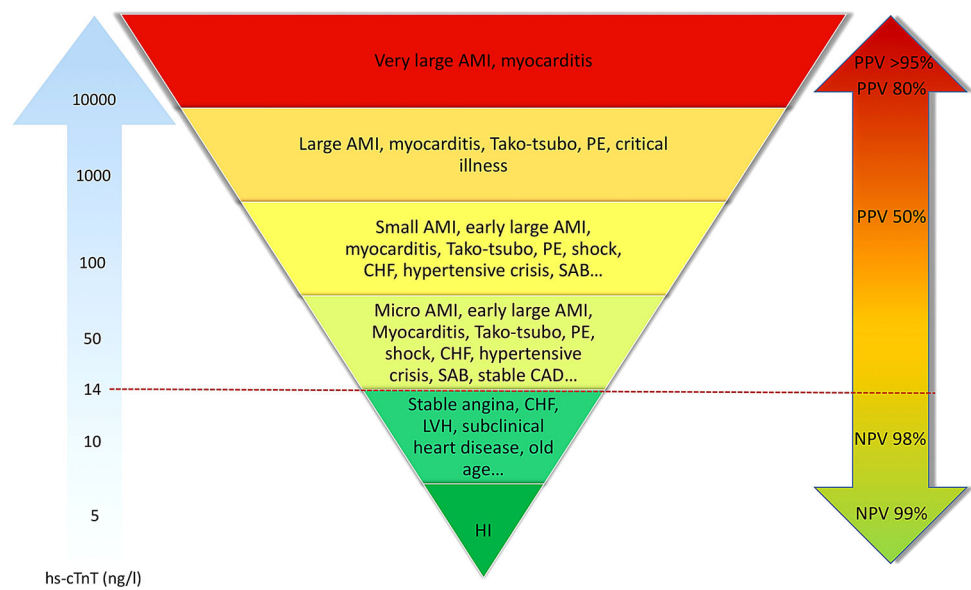 10000
1000
100
50
14
10
5
hs-cTnT (ng/l)
Very large AMI, myocarditis
Large AMI, myocarditis, Tako-tsubo, PE, critical
illness
Small AMI, early large AMI,
myocarditis, Tako-tsubo, PE, shock,
CHF, hypertensive crisis, SAB...
Micro AMI, early large AMI,
Myocarditis, Tako-tsubo, PE,
shock, CHF, hypertensive
crisis, SAB, stable CAD...
Stable angina, CHF,
LVH, subclinical
heart disease, old
age...
HI
PPV >95%
PPV 80%
PPV 50%
NPV 98%
NPV 99%